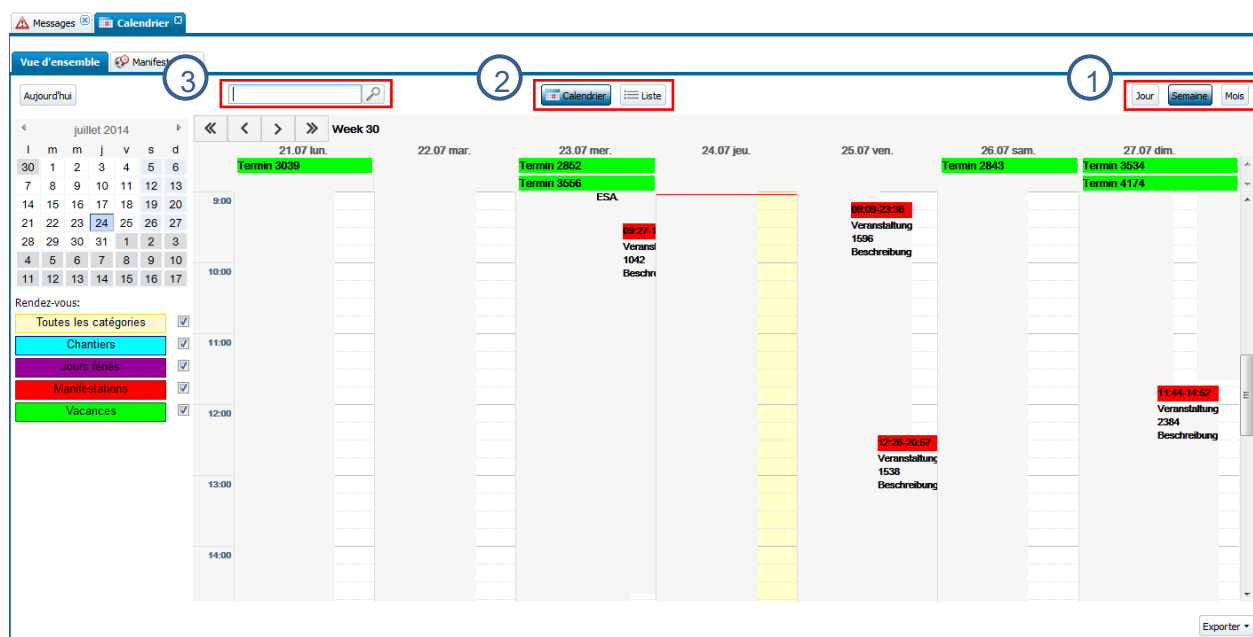 Messages Calendrier
Vue d'ensemble Manifest
3 2 1
Aujourd'hui Calendrier Liste Jour Semaine Mois
juillet 2014 Week 30
l m m j v s d
30 1 2 3 4 5 6
7 8 9 10 11 12 13
14 15 16 17 18 19 20
21 22 23 24 25 26 27
28 29 30 31 1 2 3
4 5 6 7 8 9 10
11 12 13 14 15 16 17
Rendez-vous:
Toutes les catégories
Chantiers
Jours fériés
Manifestations
Vacances
21.07 lun. 22.07 mar. 23.07 mer. 24.07 jeu. 25.07 ven. 26.07 sam. 27.07 dim.
Termin 3039 Termin 2852 Termin 2843 Termin 3534
Termin 3556 Termin 4174
ESA.
9:00
09:09-23:36
Veranstaltung
1596
Beschreibung
09:27-1
Veranst
1042
Beschre
10:00
11:00
11:44-14:52
Veranstaltung
2384
Beschreibung
12:00
12:26-20:57
Veranstaltung
1538
Beschreibung
13:00
14:00
Exporter